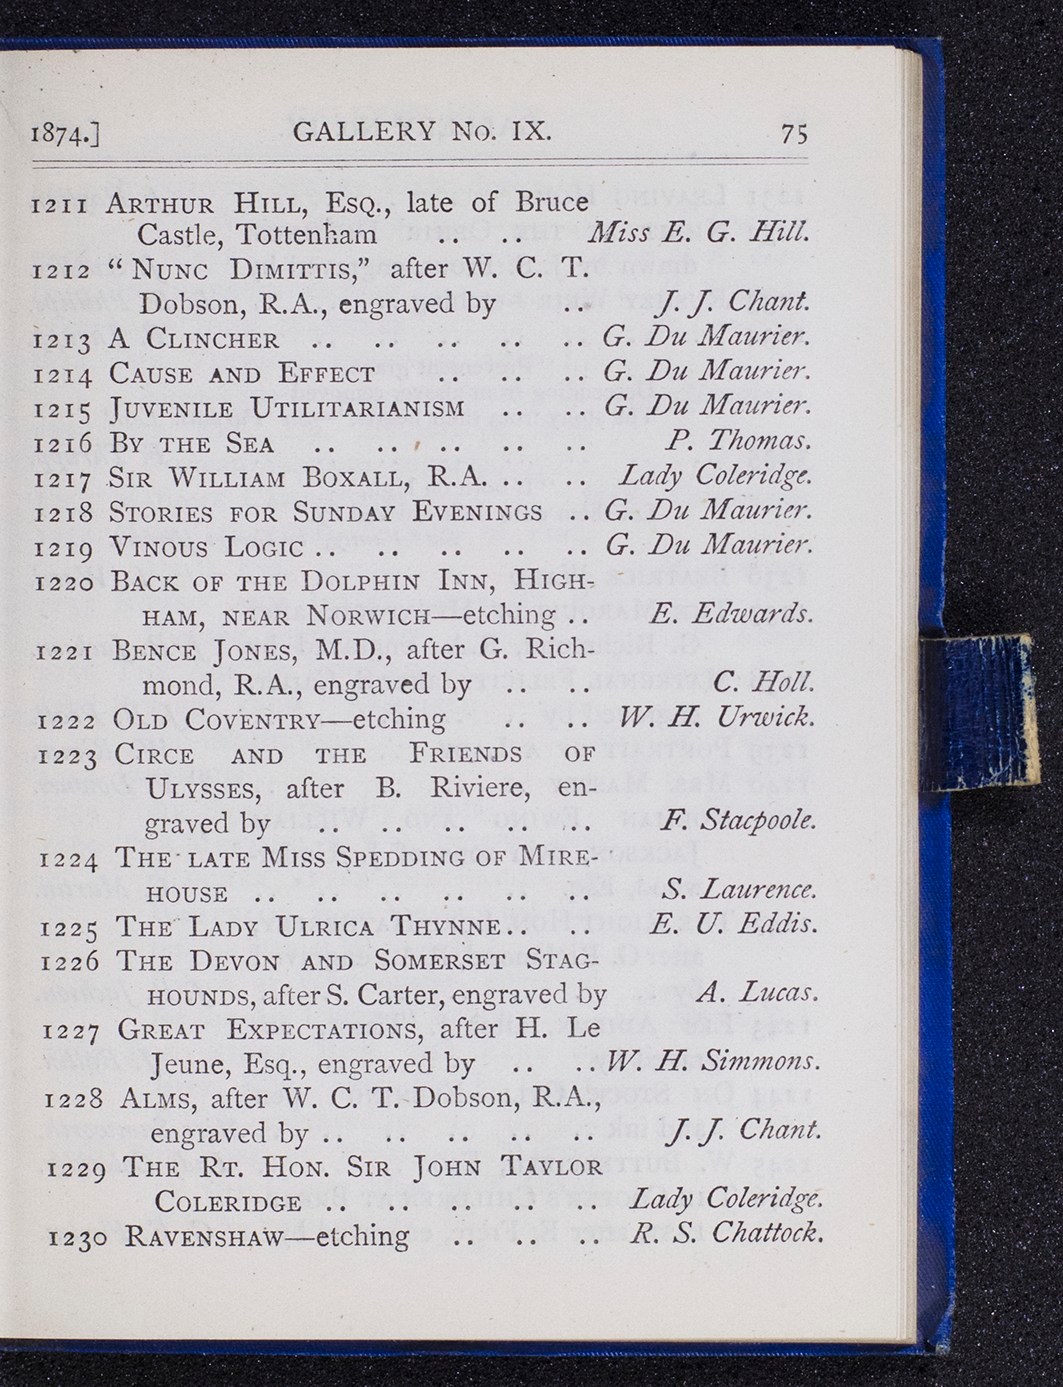 1874.] GALLERY No. IX. 75
1211 ARTHUR HILL, ESQ., late of Bruce
Castle, Tottenham .. .. Miss E. G. Hill.
1212 “NUNC DIMITTIS,” after W. C. T.
Dobson, R.A., engraved by .. J. J. Chant.
1213 A CLINCHER .. .. .. .. .. G. Du Maurier.
1214 CAUSE AND EFFECT .. .. .. G. Du Maurier.
1215 JUVENILE UTILITARIANISM .. .. G. Du Maurier.
1216 BY THE SEA .. .. .. .. .. P. Thomas.
1217 SIR WILLIAM BOXALL, R.A. .. .. Lady Coleridge.
1218 STORIES FOR SUNDAY EVENINGS .. G. Du Maurier.
1219 VINOUS LOGIC .. .. .. .. .. G. Du Maurier.
1220 BACK OF THE DOLPHIN INN, HIGH-
HAM, NEAR NORWICH—etching .. E. Edwards.
1221 BENCE JONES, M.D., after G. Rich-
mond, R.A., engraved by .. .. C. Holl.
1222 OLD COVENTRY—etching .. .. W. H. Urwick.
1223 CIRCE AND THE FRIENDS OF
ULYSSES, after B. Riviere, en-
graved by .. .. .. .. .. F. Stacpoole.
1224 THE LATE MISS SPEDDING OF MIRE-
HOUSE .. .. .. .. .. .. S. Laurence.
1225 THE LADY ULRICA THYNNE .. .. E. U. Eddis.
1226 THE DEVON AND SOMERSET STAG-
HOUNDS, after S. Carter, engraved by A. Lucas.
1227 GREAT EXPECTATIONS, after H. Le
Jeune, Esq., engraved by .. .. W. H. Simmons.
1228 ALMS, after W. C. T. Dobson, R.A.,
engraved by .. .. .. .. .. J. J. Chant.
1229 THE RT. HON. SIR JOHN TAYLOR
COLERIDGE .. .. .. .. .. Lady Coleridge.
1230 RAVENSHAW—etching .. .. .. R. S. Chattock.